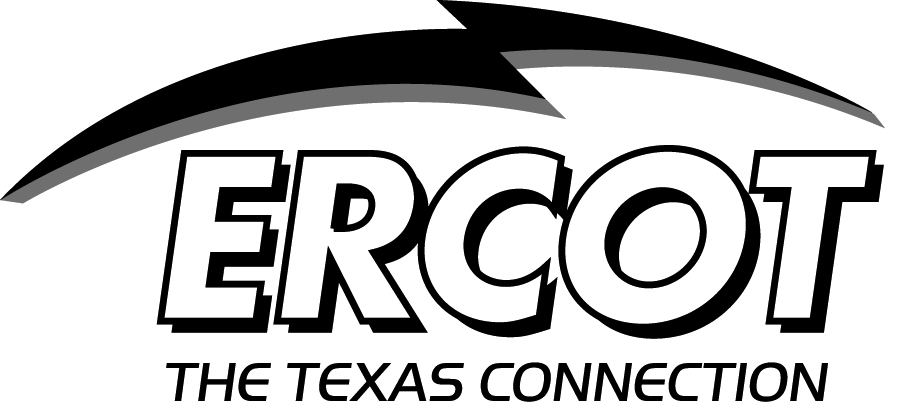 ERCOT
THE TEXAS CONNECTION